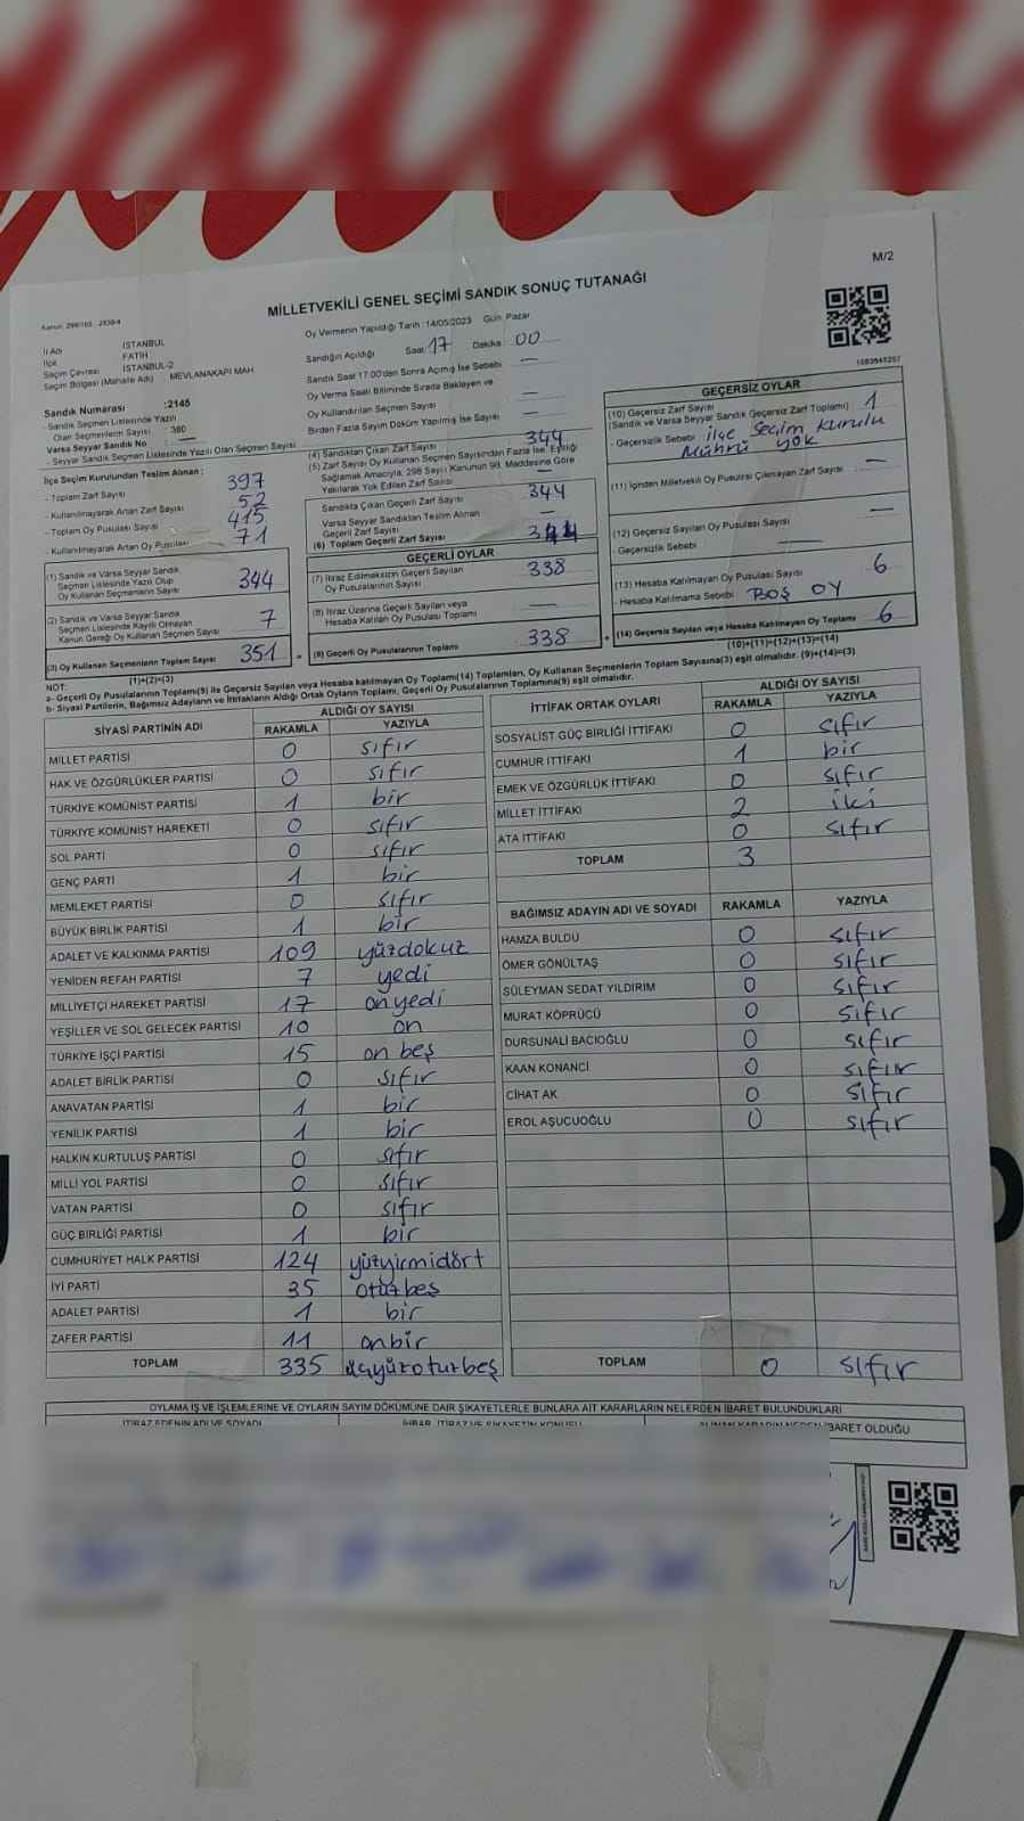 M/2
MİLLETVEKİLİ GENEL SEÇİMİ SANDIK SONUÇ TUTANAĞI
İl Adı İSTANBUL
İlçe FATİH
Seçim Çevresi İSTANBUL-2
Seçim Bölgesi (Mahalle Adı) MEVLANAKAPI MAH
Sandık Numarası :2145
- Sandık Seçmen Listesinde Yazılı
Olan Seçmenlerin Sayısı 380
Varsa Seyyar Sandık No
- Seyyar Sandık Seçmen Listesinde Yazılı Olan Seçmen Sayısı
İlçe Seçim Kurulundan Teslim Alınan :
- Toplam Zarf Sayısı 397
- Kullanılmayarak Artan Zarf Sayısı 52
- Toplam Oy Pusulası Sayısı 415
- Kullanılmayarak Artan Oy Pusulası 71
(1) Sandık ve Varsa Seyyar Sandık
Seçmen Listesinde Yazılı Olup
Oy Kullanan Seçmenlerin Sayısı 344
(2) Sandık ve Varsa Seyyar Sandık
Seçmen Listesinde Kayıtlı Olmayan
Kanun Gereği Oy Kullanan Seçmen Sayısı 7
(3) Oy Kullanan Seçmenlerin Toplam Sayısı 351
(1)+(2)=(3)
Oy Vermenin Yapıldığı Tarih :14/05/2023 Gün: Pazar
Sandığın Açıldığı Saat 17 Dakika 00
Sandık Saat 17:00'den Sonra Açılmış İse Sebebi —
Oy Verme Saati Bitiminde Sırada Bekleyen ve
Oy Kullandırılan Seçmen Sayısı —
Birden Fazla Sayım Döküm Yapılmış İse Sayısı —
(4) Sandıktan Çıkan Zarf Sayısı 344
(5) Zarf Sayısı Oy Kullanan Seçmen Sayısından Fazla İse, Eşitliği
Sağlamak Amacıyla, 298 Sayılı Kanunun 98. Maddesine Göre
Yakılarak Yok Edilen Zarf Sayısı —
Sandıkta Çıkan Geçerli Zarf Sayısı 344
Varsa Seyyar Sandıktan Teslim Alınan
Geçerli Zarf Sayısı —
(6) Toplam Geçerli Zarf Sayısı 344
GEÇERLİ OYLAR
(7) İtiraz Edilmeksizin Geçerli Sayılan
Oy Pusulalarının Sayısı 338
(8) İtiraz Üzerine Geçerli Sayılan veya
Hesaba Katılan Oy Pusulası Toplamı —
(9) Geçerli Oy Pusulalarının Toplamı 338
GEÇERSİZ OYLAR
(10) Geçersiz Zarf Sayısı
(Sandık ve Varsa Seyyar Sandık Geçersiz Zarf Toplamı) 1
- Geçersizlik Sebebi ilçe Seçim kurulu
Mührü yok
(11) İçinden Milletvekili Oy Pusulası Çıkmayan Zarf Sayısı —
(12) Geçersiz Sayılan Oy Pusulası Sayısı —
- Geçersizlik Sebebi —
(13) Hesaba Katılmayan Oy Pusulası Sayısı 6
- Hesaba Katılmama Sebebi BOŞ OY
(14) Geçersiz Sayılan veya Hesaba Katılmayan Oy Toplamı 6
(10)+(11)+(12)+(13)=(14)
NOT:
a- Geçerli Oy Pusulalarının Toplamı(9) ile Geçersiz Sayılan veya Hesaba Katılmayan Oy Toplamı(14) Toplamları, Oy Kullanan Seçmenlerin Toplam Sayısına(3) eşit olmalıdır. (9)+(14)=(3)
b- Siyasi Partilerin, Bağımsız Adayların ve İttifakların Aldığı Ortak Oyların Toplamı, Geçerli Oy Pusulalarının Toplamına(9) eşit olmalıdır.
SİYASİ PARTİNİN ADI ALDIĞI OY SAYISI
RAKAMLA YAZIYLA
MİLLET PARTİSİ 0 sıfır
HAK VE ÖZGÜRLÜKLER PARTİSİ 0 sıfır
TÜRKİYE KOMÜNİST PARTİSİ 1 bir
TÜRKİYE KOMÜNİST HAREKETİ 0 sıfır
SOL PARTİ 0 sıfır
GENÇ PARTİ 1 bir
MEMLEKET PARTİSİ 0 sıfır
BÜYÜK BİRLİK PARTİSİ 1 bir
ADALET VE KALKINMA PARTİSİ 109 yüzdokuz
YENİDEN REFAH PARTİSİ 7 yedi
MİLLİYETÇİ HAREKET PARTİSİ 17 onyedi
YEŞİLLER VE SOL GELECEK PARTİSİ 10 on
TÜRKİYE İŞÇİ PARTİSİ 15 on beş
ADALET BİRLİK PARTİSİ 0 sıfır
ANAVATAN PARTİSİ 1 bir
YENİLİK PARTİSİ 1 bir
HALKIN KURTULUŞ PARTİSİ 0 sıfır
MİLLİ YOL PARTİSİ 0 sıfır
VATAN PARTİSİ 0 sıfır
GÜÇ BİRLİĞİ PARTİSİ 1 bir
CUMHURİYET HALK PARTİSİ 124 yüzyirmidört
İYİ PARTİ 35 otuzbeş
ADALET PARTİSİ 1 bir
ZAFER PARTİSİ 11 onbir
TOPLAM 335 üçyüzoturbeş
İTTİFAK ORTAK OYLARI ALDIĞI OY SAYISI
RAKAMLA YAZIYLA
SOSYALİST GÜÇ BİRLİĞİ İTTİFAKI 0 sıfır
CUMHUR İTTİFAKI 1 bir
EMEK VE ÖZGÜRLÜK İTTİFAKI 0 sıfır
MİLLET İTTİFAKI 2 iki
ATA İTTİFAKI 0 sıfır
TOPLAM 3
BAĞIMSIZ ADAYIN ADI VE SOYADI RAKAMLA YAZIYLA
HAMZA BULDU 0 sıfır
ÖMER GÖNÜLTAŞ 0 sıfır
SÜLEYMAN SEDAT YILDIRIM 0 sıfır
MURAT KÖPRÜCÜ 0 sıfır
DURSUNALİ BACIOĞLU 0 sıfır
KAAN KONANCİ 0 sıfır
CİHAT AK 0 sıfır
EROL AŞUCUOĞLU 0 sıfır
TOPLAM 0 sıfır
OYLAMA İŞ VE İŞLEMLERİNE VE OYLARIN SAYIM DÖKÜMÜNE DAİR ŞİKAYETLERLE BUNLARA AİT KARARLARIN NELERDEN İBARET BULUNDUKLARI
İTİRAZ EDENİN ADI VE SOYADI İHBAR, İTİRAZ VE ŞİKAYETİN KONUSU ALINAN KARARIN NEDEN İBARET OLDUĞU